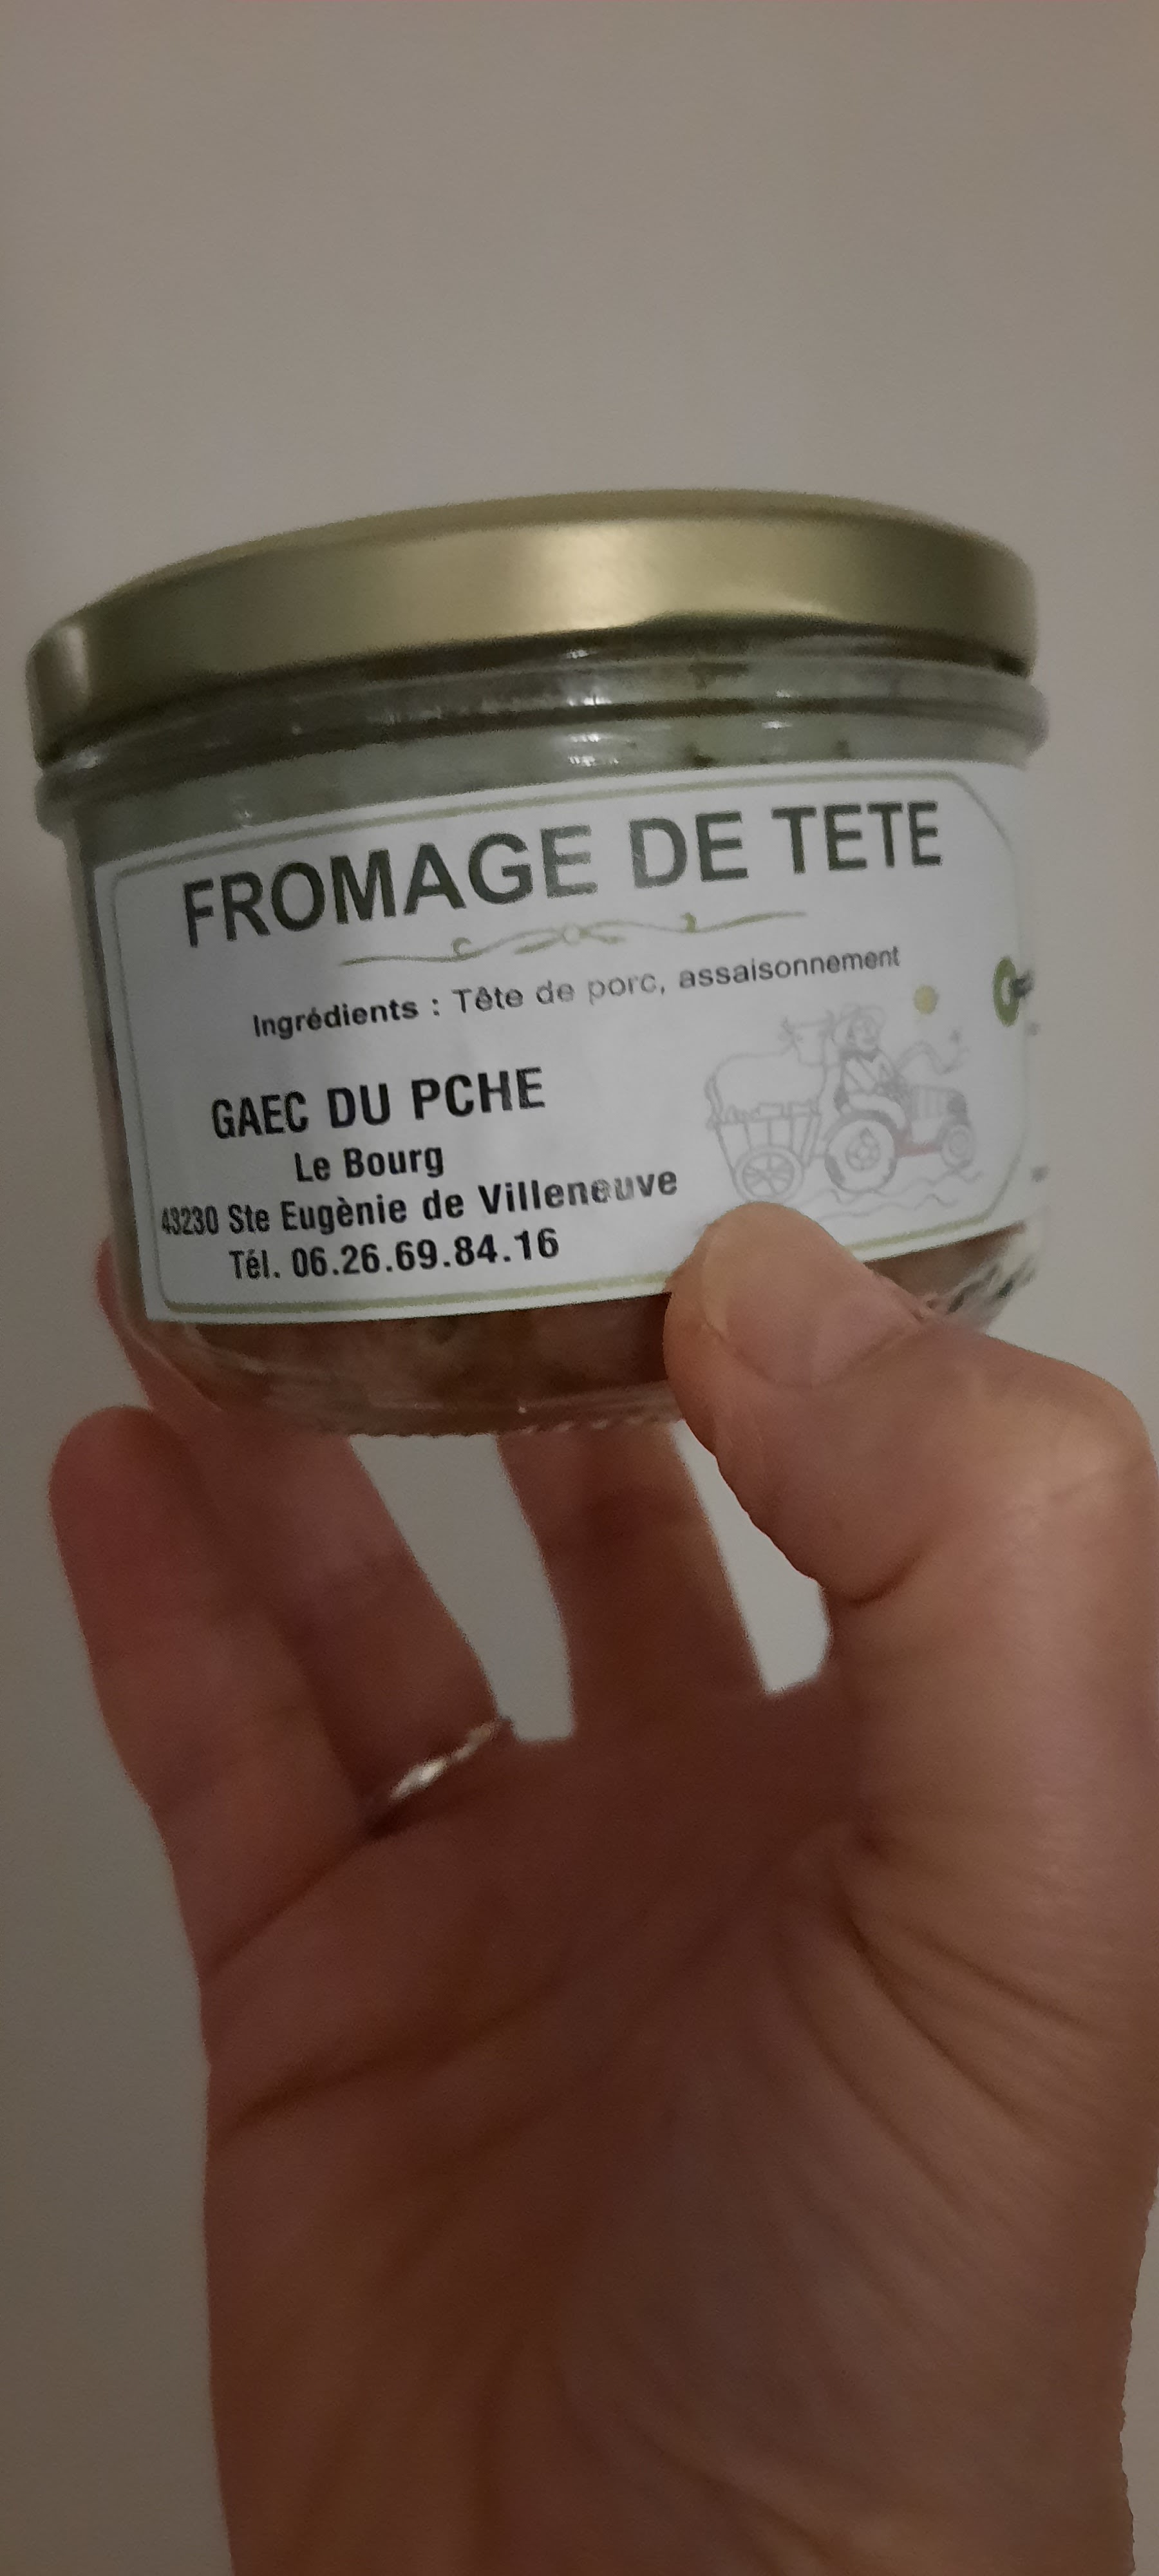 FROMAGE DE TETE
Ingrédients : Tête de porc, assaisonnement
GAEC DU PCHE
Le Bourg
43230 Ste Eugènie de Villeneuve
Tél. 06.26.69.84.16